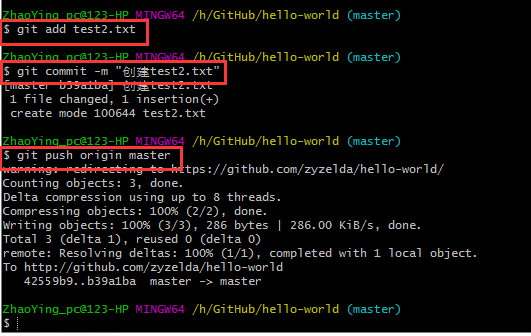 ZhaoYing_pc@123-HP MINGW64 /h/GitHub/hello-world (master)
$ git add test2.txt
ZhaoYing_pc@123-HP MINGW64 /h/GitHub/hello-world (master)
$ git commit -m "创建test2.txt"
[master b39a1ba] 创建test2.txt
 1 file changed, 1 insertion(+)
 create mode 100644 test2.txt
ZhaoYing_pc@123-HP MINGW64 /h/GitHub/hello-world (master)
$ git push origin master
warning: redirecting to https://github.com/zyzelda/hello-world/
Counting objects: 3, done.
Delta compression using up to 8 threads.
Compressing objects: 100% (2/2), done.
Writing objects: 100% (3/3), 286 bytes | 286.00 KiB/s, done.
Total 3 (delta 1), reused 0 (delta 0)
remote: Resolving deltas: 100% (1/1), completed with 1 local object.
To http://github.com/zyzelda/hello-world
   42559b9..b39a1ba  master -> master
ZhaoYing_pc@123-HP MINGW64 /h/GitHub/hello-world (master)
$